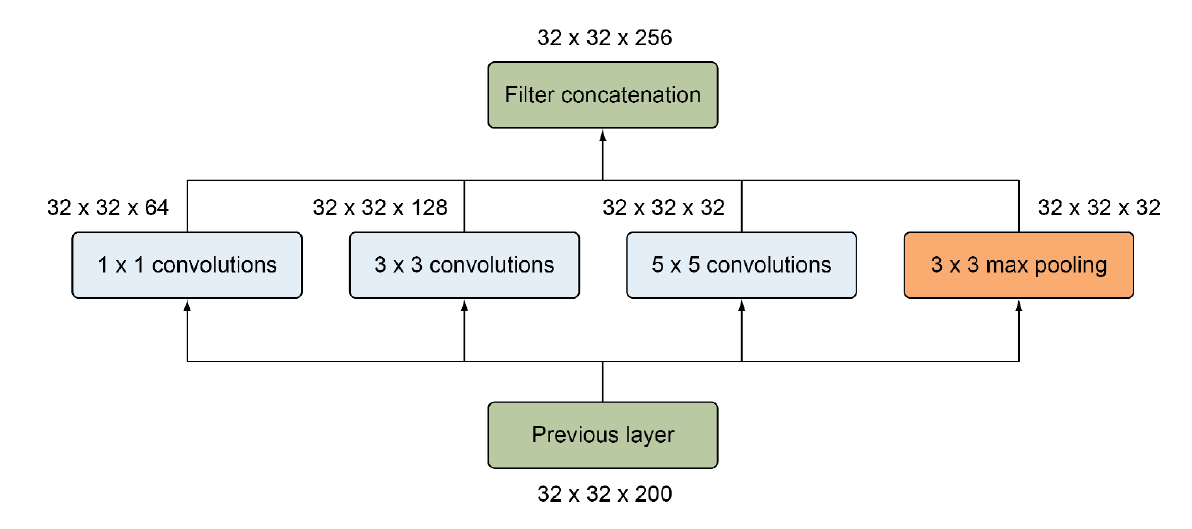 32 x 32 x 256
Filter concatenation
32 x 32 x 64
32 x 32 x 128
32 x 32 x 32
32 x 32 x 32
1 x 1 convolutions
3 x 3 convolutions
5 x 5 convolutions
3 x 3 max pooling
Previous layer
32 x 32 x 200